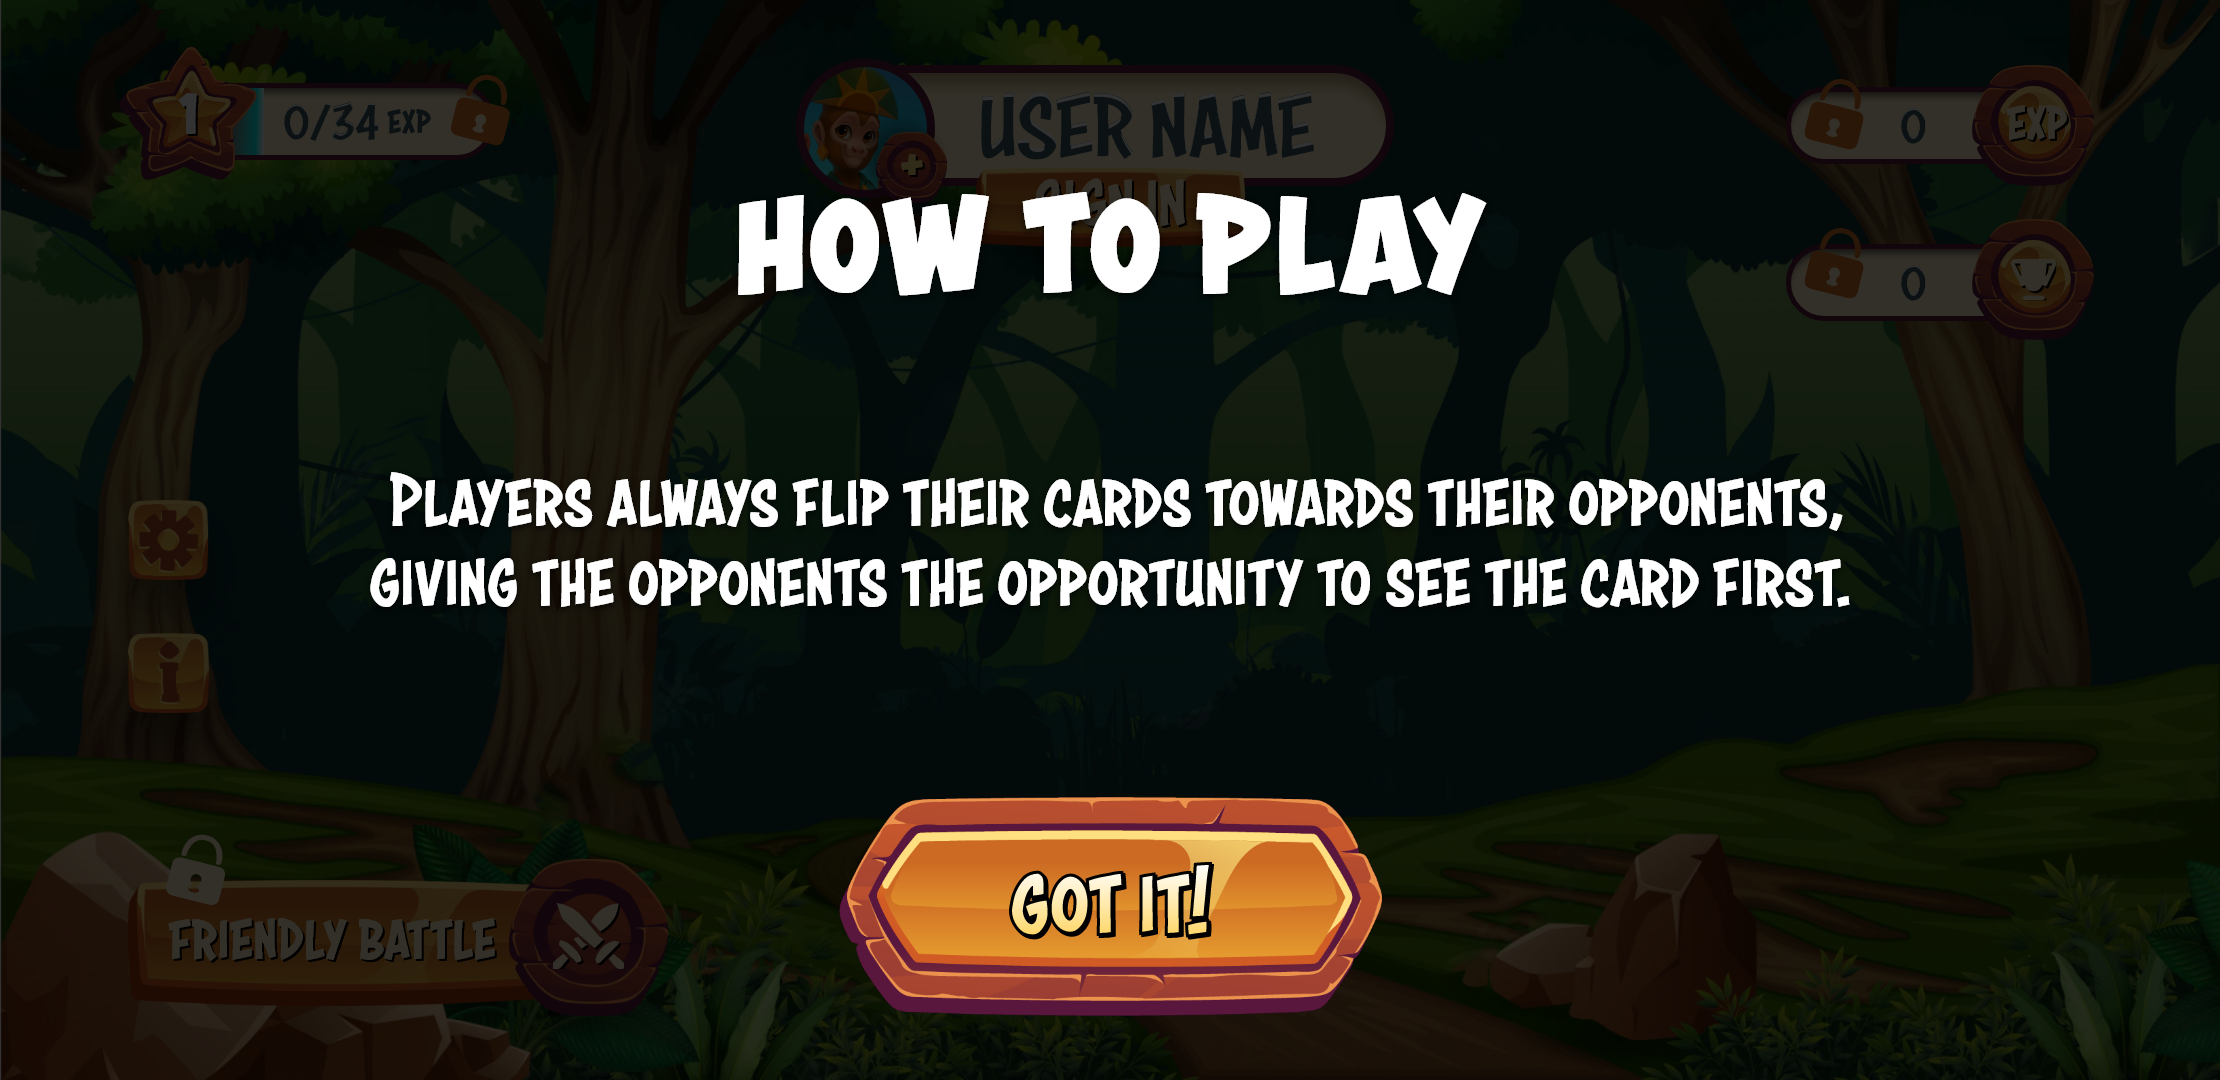 1
0/34 EXP
USER NAME
SIGN IN
0
EXP
0
HOW TO PLAY
PLAYERS ALWAYS FLIP THEIR CARDS TOWARDS THEIR OPPONENTS,
GIVING THE OPPONENTS THE OPPORTUNITY TO SEE THE CARD FIRST.
i
GOT IT!
FRIENDLY BATTLE